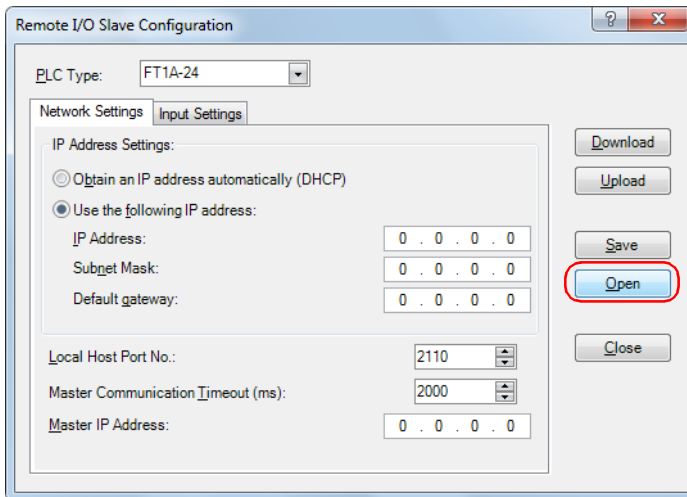 Remote I/O Slave Configuration
? X
PLC Type: FT1A-24
Network Settings Input Settings
IP Address Settings:
Obtain an IP address automatically (DHCP)
Use the following IP address:
IP Address: 0 . 0 . 0 . 0
Subnet Mask: 0 . 0 . 0 . 0
Default gateway: 0 . 0 . 0 . 0
Local Host Port No.: 2110
Master Communication Timeout (ms): 2000
Master IP Address: 0 . 0 . 0 . 0
Download
Upload
Save
Open
Close